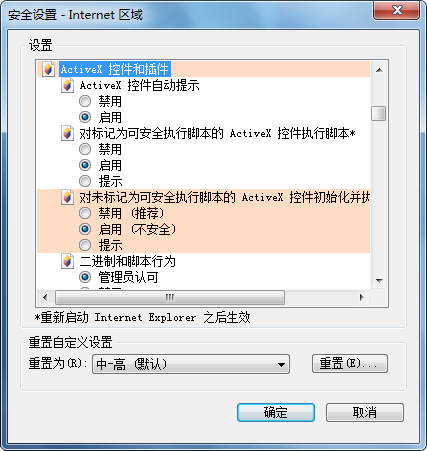 安全设置 - Internet 区域
设置
ActiveX 控件和插件
ActiveX 控件自动提示
禁用
启用
对标记为可安全执行脚本的 ActiveX 控件执行脚本*
禁用
启用
提示
对未标记为可安全执行脚本的 ActiveX 控件初始化并执
禁用 (推荐)
启用 (不安全)
提示
二进制和脚本行为
管理员认可
*重新启动 Internet Explorer 之后生效
重置自定义设置
重置为(R): 中-高 (默认) 重置(E)...
确定 取消